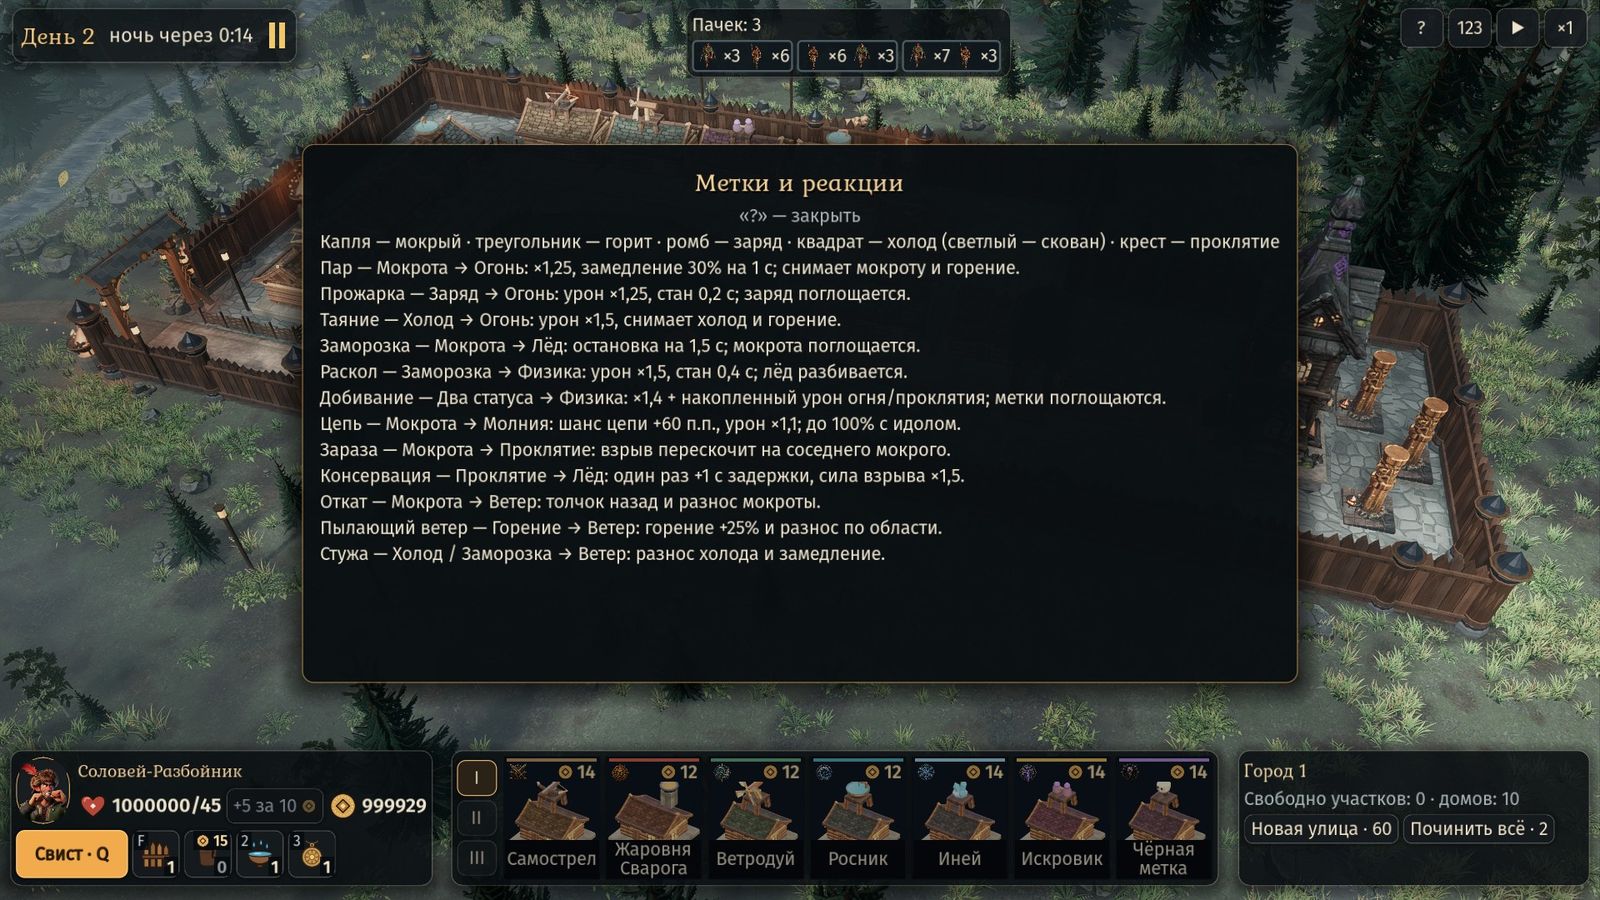 День 2 ночь через 0:14
Пачек: 3
×3 ×6 ×6 ×3 ×7 ×3
? 123 ×1
Метки и реакции
«?» — закрыть
Капля — мокрый · треугольник — горит · ромб — заряд · квадрат — холод (светлый — скован) · крест — проклятие
Пар — Мокрота → Огонь: ×1,25, замедление 30% на 1 с; снимает мокроту и горение.
Прожарка — Заряд → Огонь: урон ×1,25, стан 0,2 с; заряд поглощается.
Таяние — Холод → Огонь: урон ×1,5, снимает холод и горение.
Заморозка — Мокрота → Лёд: остановка на 1,5 с; мокрота поглощается.
Раскол — Заморозка → Физика: урон ×1,5, стан 0,4 с; лёд разбивается.
Добивание — Два статуса → Физика: ×1,4 + накопленный урон огня/проклятия; метки поглощаются.
Цепь — Мокрота → Молния: шанс цепи +60 п.п., урон ×1,1; до 100% с идолом.
Зараза — Мокрота → Проклятие: взрыв перескочит на соседнего мокрого.
Консервация — Проклятие → Лёд: один раз +1 с задержки, сила взрыва ×1,5.
Откат — Мокрота → Ветер: толчок назад и разнос мокроты.
Пылающий ветер — Горение → Ветер: горение +25% и разнос по области.
Стужа — Холод / Заморозка → Ветер: разнос холода и замедление.
Соловей-Разбойник
1000000/45 +5 за 10 999929
Свист · Q
F 1
15 0
2 1
3 1
I
II
III
14 12 12 12 14 14 14
Самострел
Жаровня
Сварога
Ветродуй
Росник
Иней
Искровик
Чёрная
метка
Город 1
Свободно участков: 0 · домов: 10
Новая улица · 60 Починить всё · 2